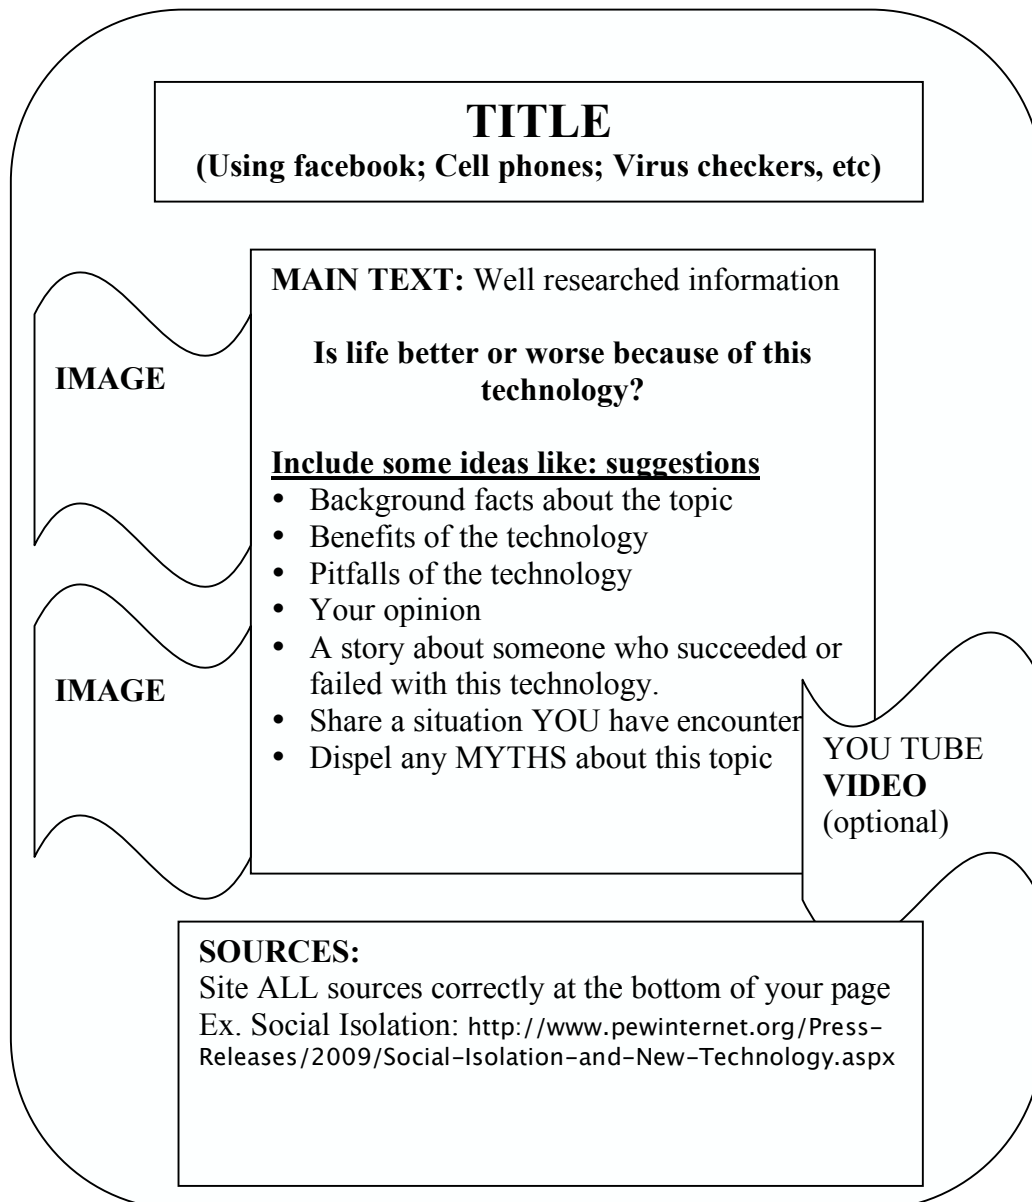 TITLE
(Using facebook; Cell phones; Virus checkers, etc)
MAIN TEXT: Well researched information
Is life better or worse because of this
technology?
IMAGE
Include some ideas like: suggestions
• Background facts about the topic
• Benefits of the technology
• Pitfalls of the technology
• Your opinion
• A story about someone who succeeded or
failed with this technology.
IMAGE
• Share a situation YOU have encounter
• Dispel any MYTHS about this topic
YOU TUBE
VIDEO
(optional)
SOURCES:
Site ALL sources correctly at the bottom of your page
Ex. Social Isolation: http://www.pewinternet.org/Press-
Releases/2009/Social-Isolation-and-New-Technology.aspx